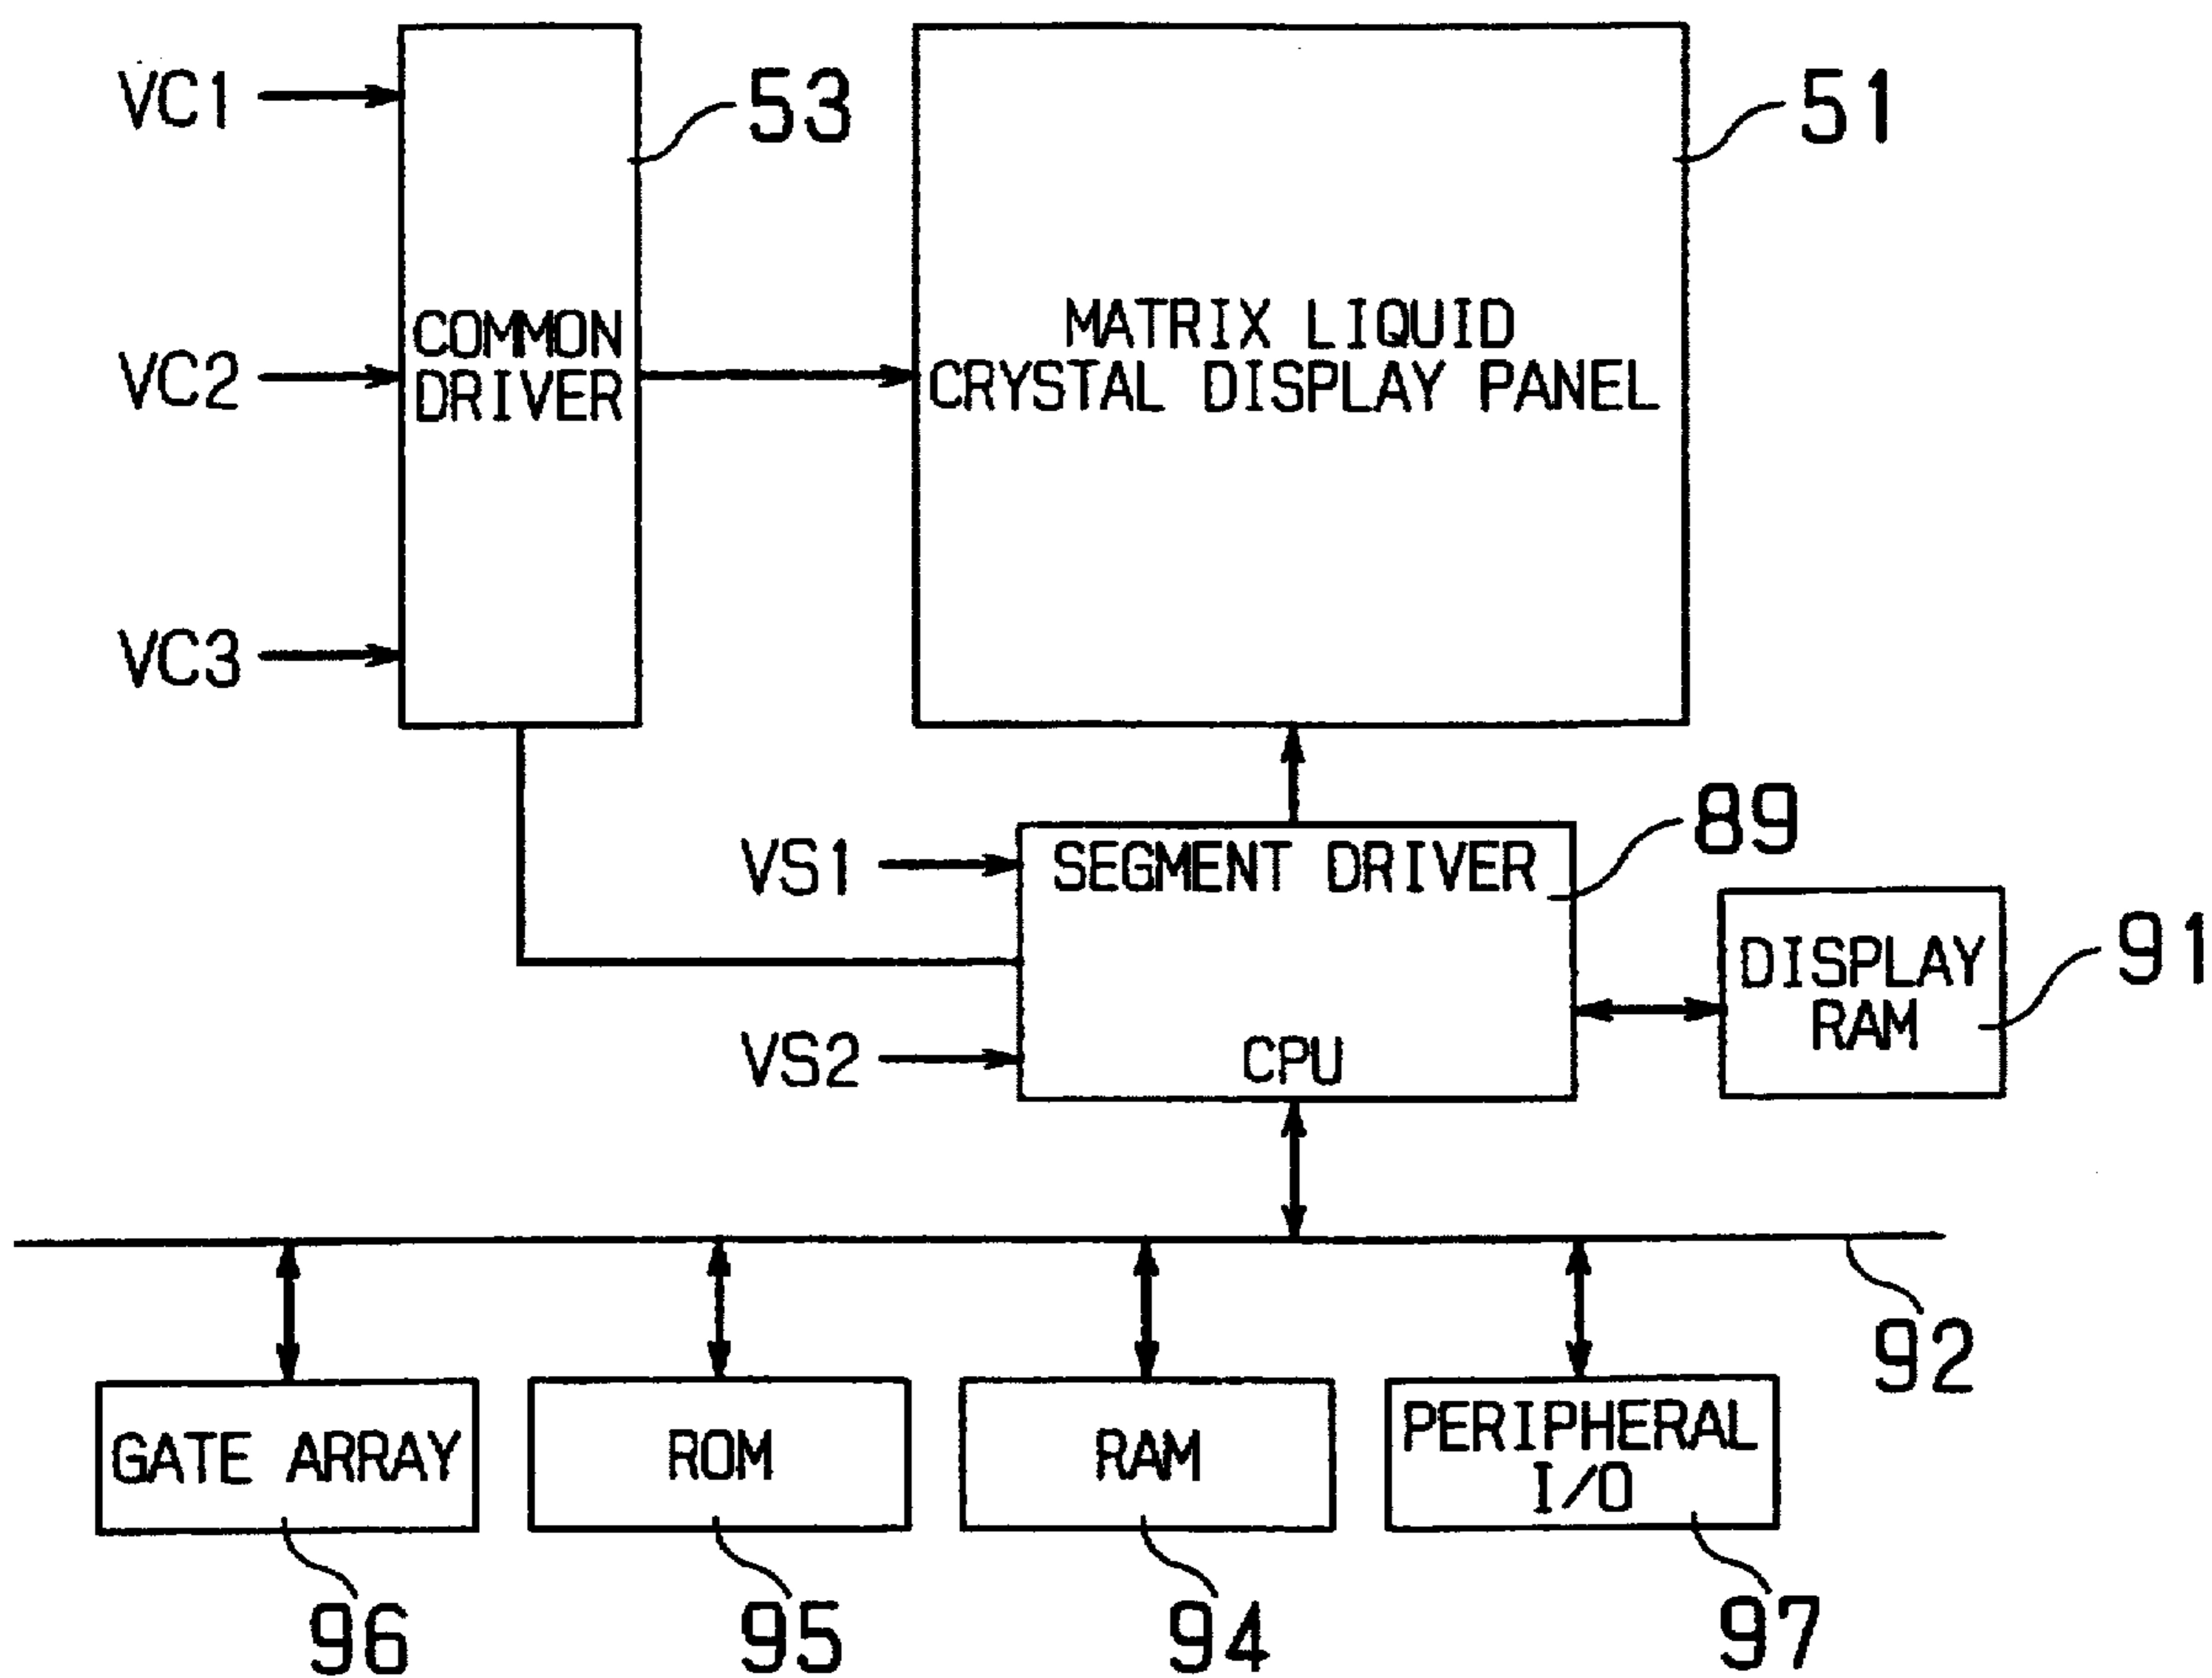 VC1
53
51
COMMON
DRIVER
MATRIX LIQUID
CRYSTAL DISPLAY PANEL
VC2
VC3
89
VS1
SEGMENT DRIVER
91
DISPLAY
RAM
VS2
CPU
92
GATE ARRAY
ROM
RAM
PERIPHERAL
I/O
96
95
94
97